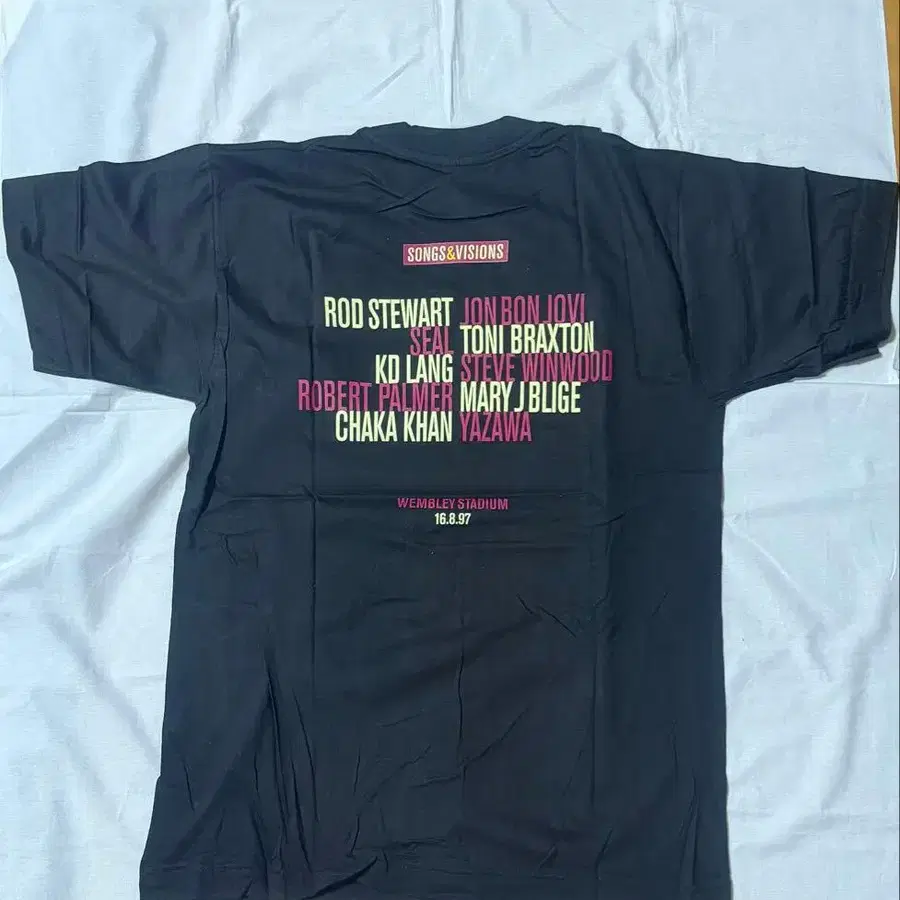 SONGS&VISIONS
ROD STEWART JON BON JOVI
SEAL TONI BRAXTON
KD LANG STEVE WINWOOD
ROBERT PALMER MARY J BLIGE
CHAKA KHAN YAZAWA
WEMBLEY STADIUM
16.8.97